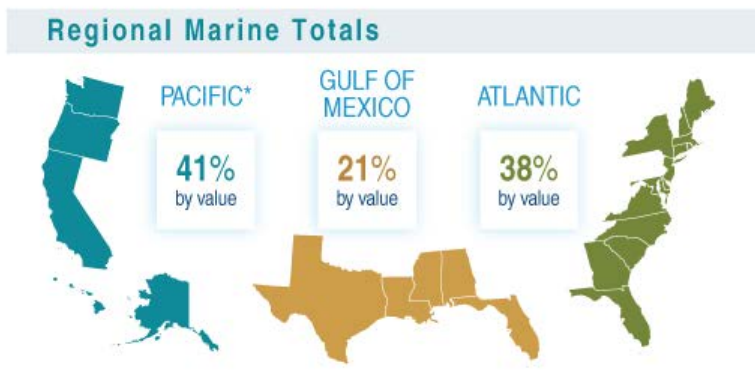 Regional Marine Totals
PACIFIC*
41%
by value
GULF OF
MEXICO
21%
by value
ATLANTIC
38%
by value